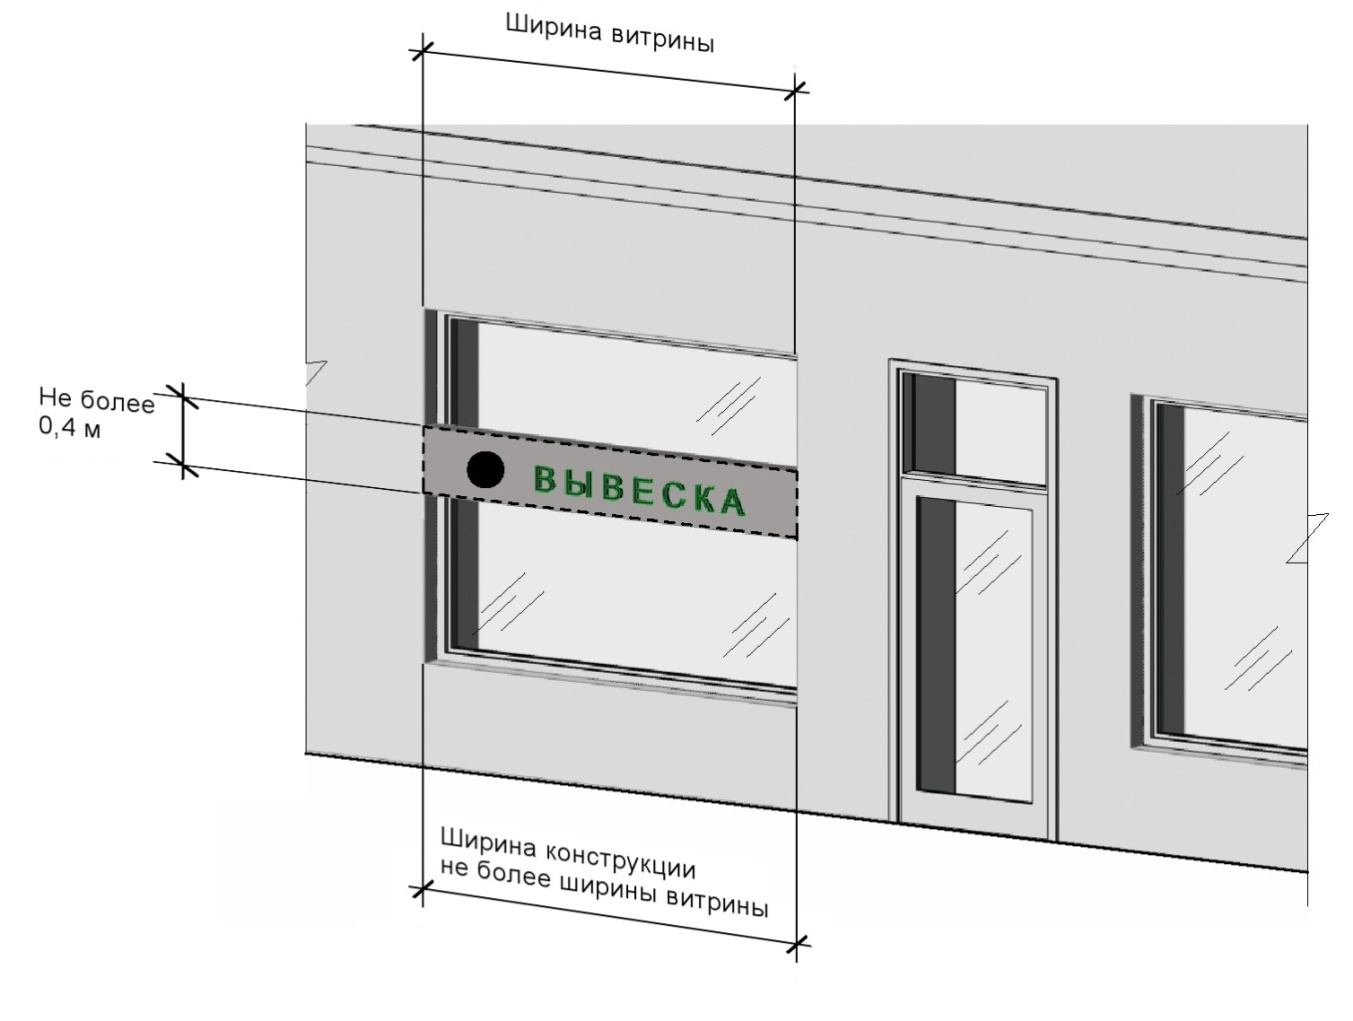 Ширина витрины
Не более
0,4 м
ВЫВЕСКА
Ширина конструкции
не более ширины витрины